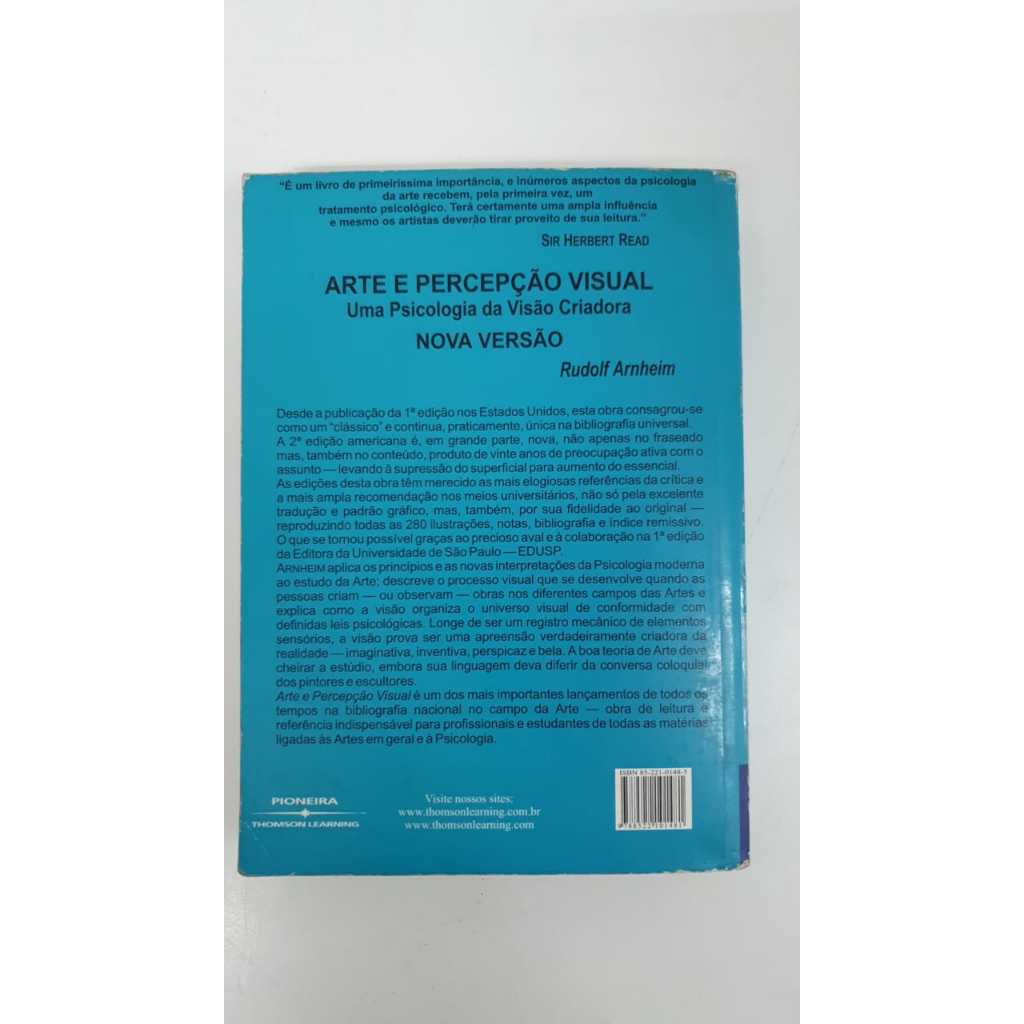 “É um livro de primeiríssima importância, e inúmeros aspectos da psicologia
da arte recebem, pela primeira vez, um
tratamento psicológico. Terá certamente uma ampla influência
e mesmo os artistas deverão tirar proveito de sua leitura.”
SIR HERBERT READ
ARTE E PERCEPÇÃO VISUAL
Uma Psicologia da Visão Criadora
NOVA VERSÃO
Rudolf Arnheim
Desde a publicação da 1ª edição nos Estados Unidos, esta obra consagrou-se
como um “clássico” e continua, praticamente, única na bibliografia universal.
A 2ª edição americana é, em grande parte, nova, não apenas no fraseado
mas, também no conteúdo, produto de vinte anos de preocupação ativa com o
assunto — levando à supressão do superficial para aumento do essencial.
As edições desta obra têm merecido as mais elogiosas referências da crítica e
a mais ampla recomendação nos meios universitários, não só pela excelente
tradução e padrão gráfico, mas, também, por sua fidelidade ao original —
reproduzindo todas as 280 ilustrações, notas, bibliografia e índice remissivo.
O que se tornou possível graças ao precioso aval e à colaboração na 1ª edição
de Editora da Universidade de São Paulo — EDUSP.
ARNHEIM aplica os princípios e as novas interpretações da Psicologia moderna
ao estudo da Arte; descreve o processo visual que se desenvolve quando as
pessoas criam — ou observam — obras nos diferentes campos das Artes e
explica como a visão organiza o universo visual de conformidade com
definidas leis psicológicas. Longe de ser um registro mecânico de elementos
sensórios, a visão prova ser uma apreensão verdadeiramente criadora da
realidade — imaginativa, inventiva, perspicaz e bela. A boa teoria de Arte deve
cheirar a estúdio, embora sua linguagem deva diferir da conversa coloquial
dos pintores e escultores.
Arte e Percepção Visual é um dos mais importantes lançamentos de todos os
tempos na bibliografia nacional no campo da Arte — obra de leitura e
referência indispensável para profissionais e estudantes de todas as matérias
ligadas às Artes em geral e à Psicologia.
ISBN 85-221-0148-5
PIONEIRA
THOMSON LEARNING
Visite nossos sites:
www.thomsonlearning.com.br
www.thomsonlearning.com
9 788522 101481